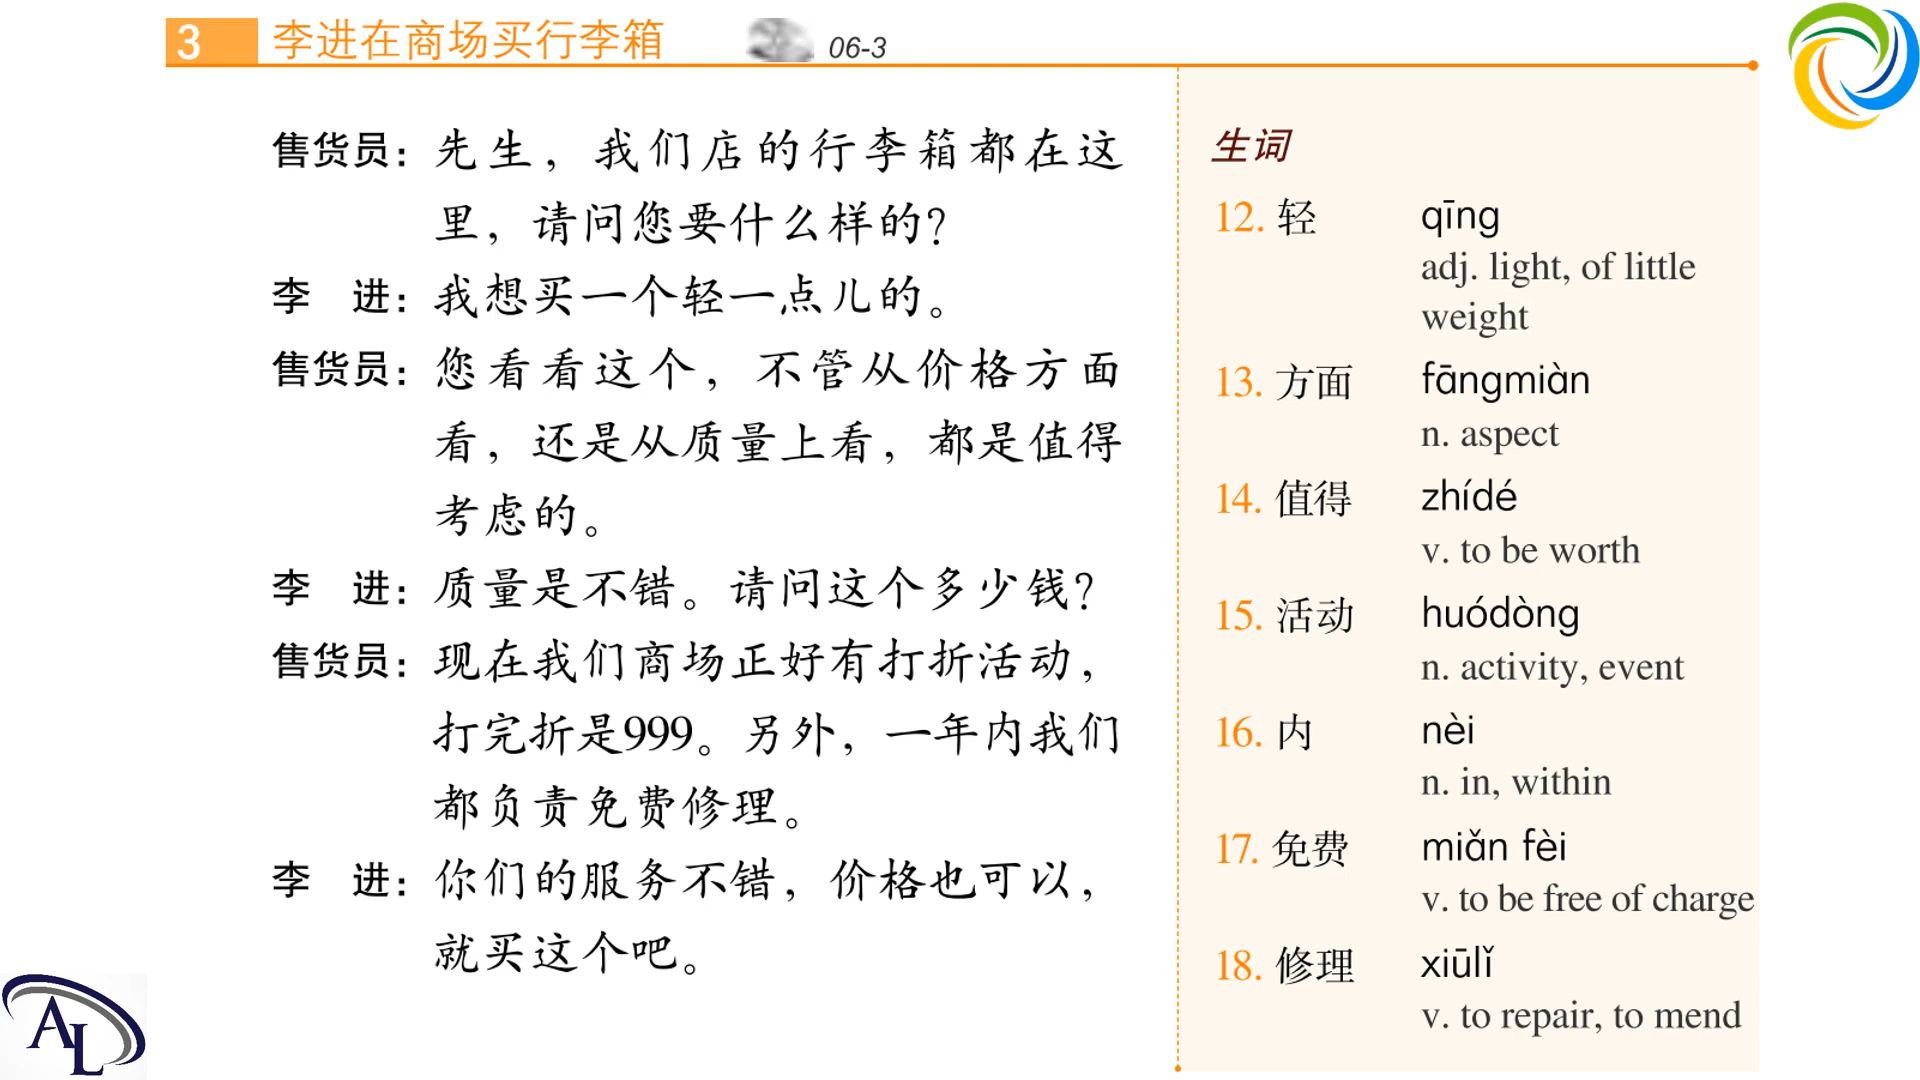 3 李进在商场买行李箱 06-3
售货员：先生，我们店的行李箱都在这
里，请问您要什么样的？
李 进：我想买一个轻一点儿的。
售货员：您看看这个，不管从价格方面
看，还是从质量上看，都是值得
考虑的。
李 进：质量是不错。请问这个多少钱？
售货员：现在我们商场正好有打折活动，
打完折是999。另外，一年内我们
都负责免费修理。
李 进：你们的服务不错，价格也可以，
就买这个吧。
生词
12. 轻 qīng
adj. light, of little
weight
13. 方面 fāngmiàn
n. aspect
14. 值得 zhídé
v. to be worth
15. 活动 huódòng
n. activity, event
16. 内 nèi
n. in, within
17. 免费 miǎn fèi
v. to be free of charge
18. 修理 xiūlǐ
v. to repair, to mend
AL